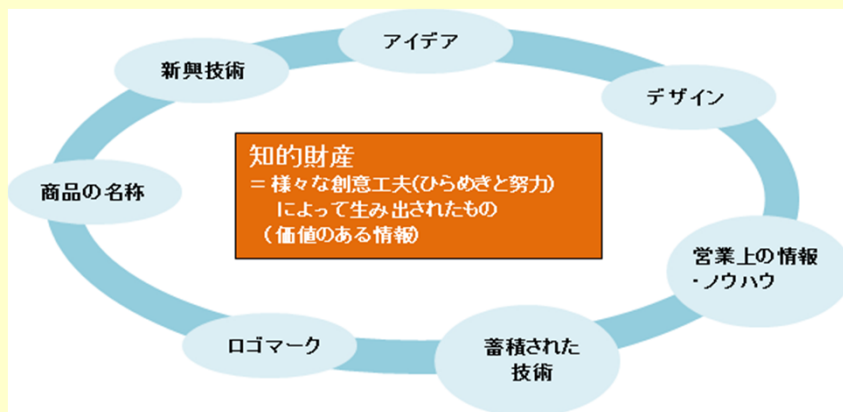 アイデア
新興技術
デザイン
商品の名称
知的財産
= 様々な創意工夫(ひらめきと努力)
によって生み出されたもの
(価値のある情報)
営業上の情報
・ノウハウ
ロゴマーク
蓄積された
技術